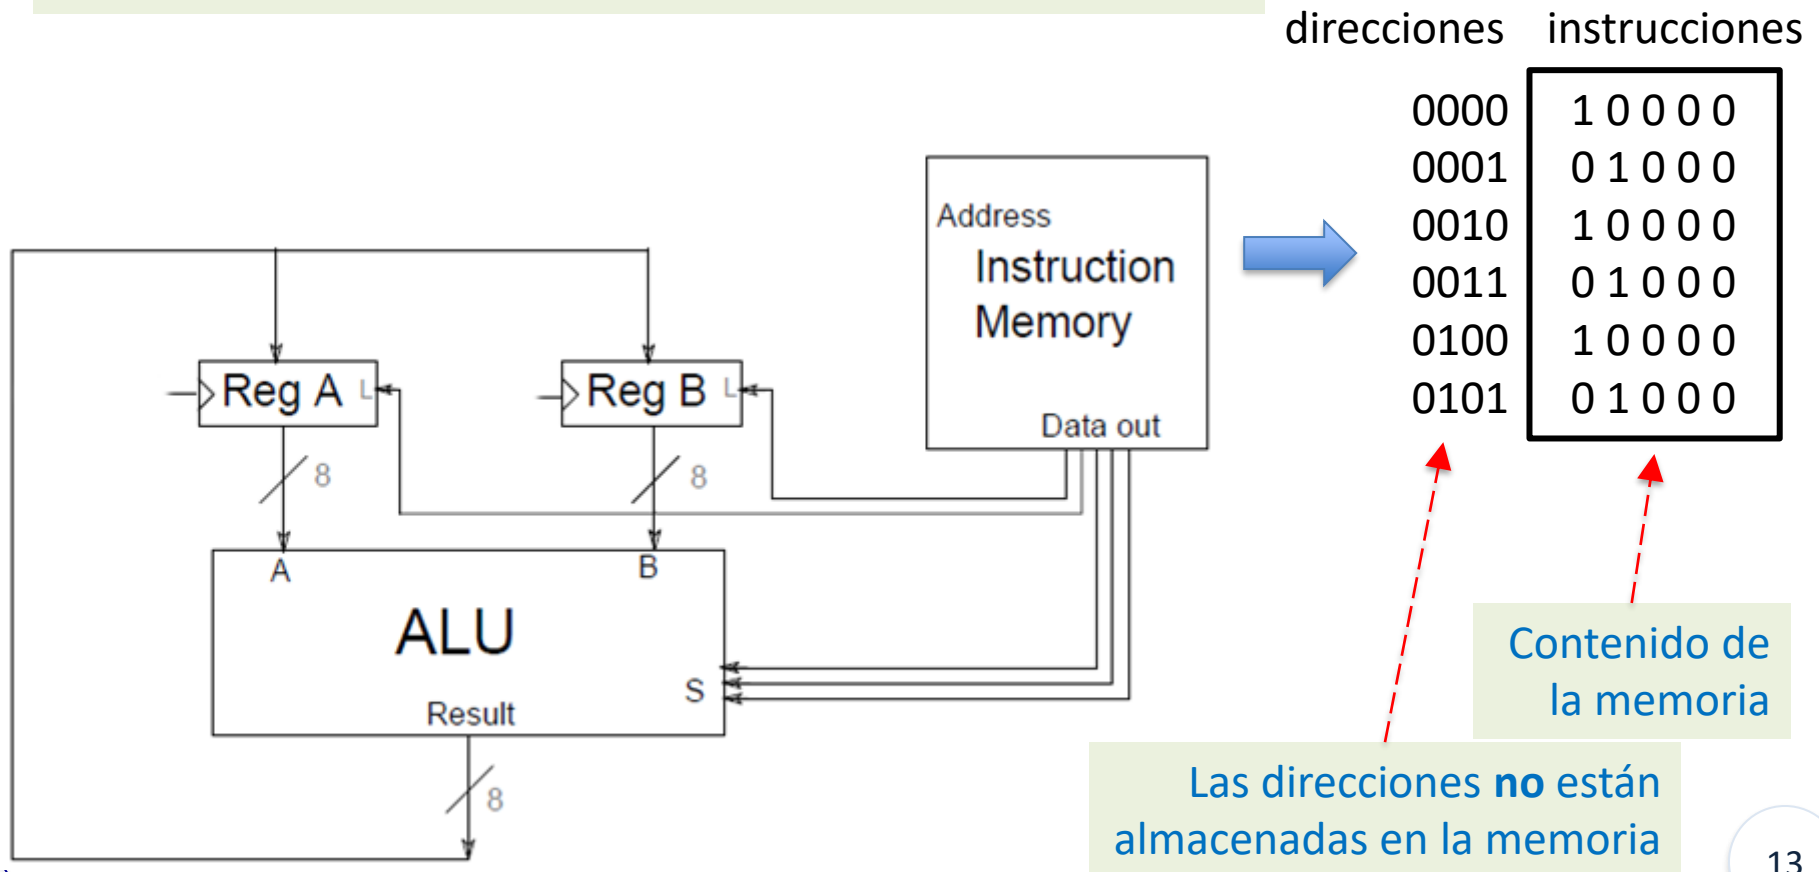 direcciones instrucciones
0000 1 0 0 0 0
0001 0 1 0 0 0
0010 1 0 0 0 0
0011 0 1 0 0 0
0100 1 0 0 0 0
0101 0 1 0 0 0
Address
Instruction
Memory
Data out
Reg A L
Reg B L
8
8
A
B
ALU
S
Result
8
Contenido de
la memoria
Las direcciones no están
almacenadas en la memoria
13